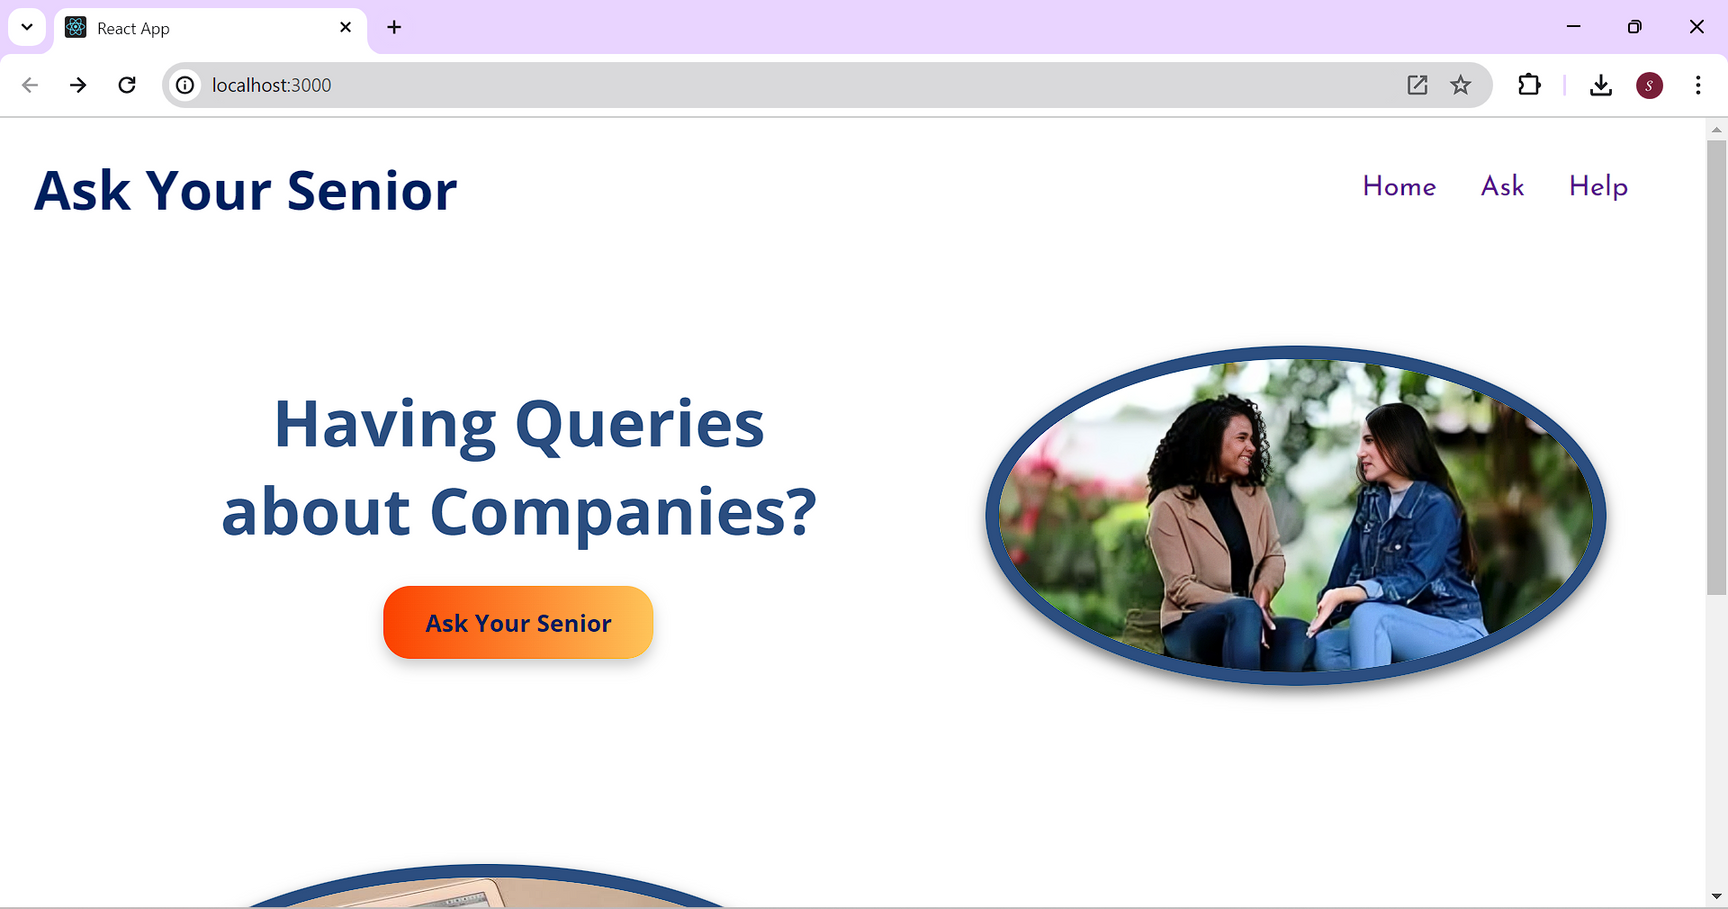 React App
localhost:3000
S
Ask Your Senior
Home Ask Help
Having Queries
about Companies?
Ask Your Senior